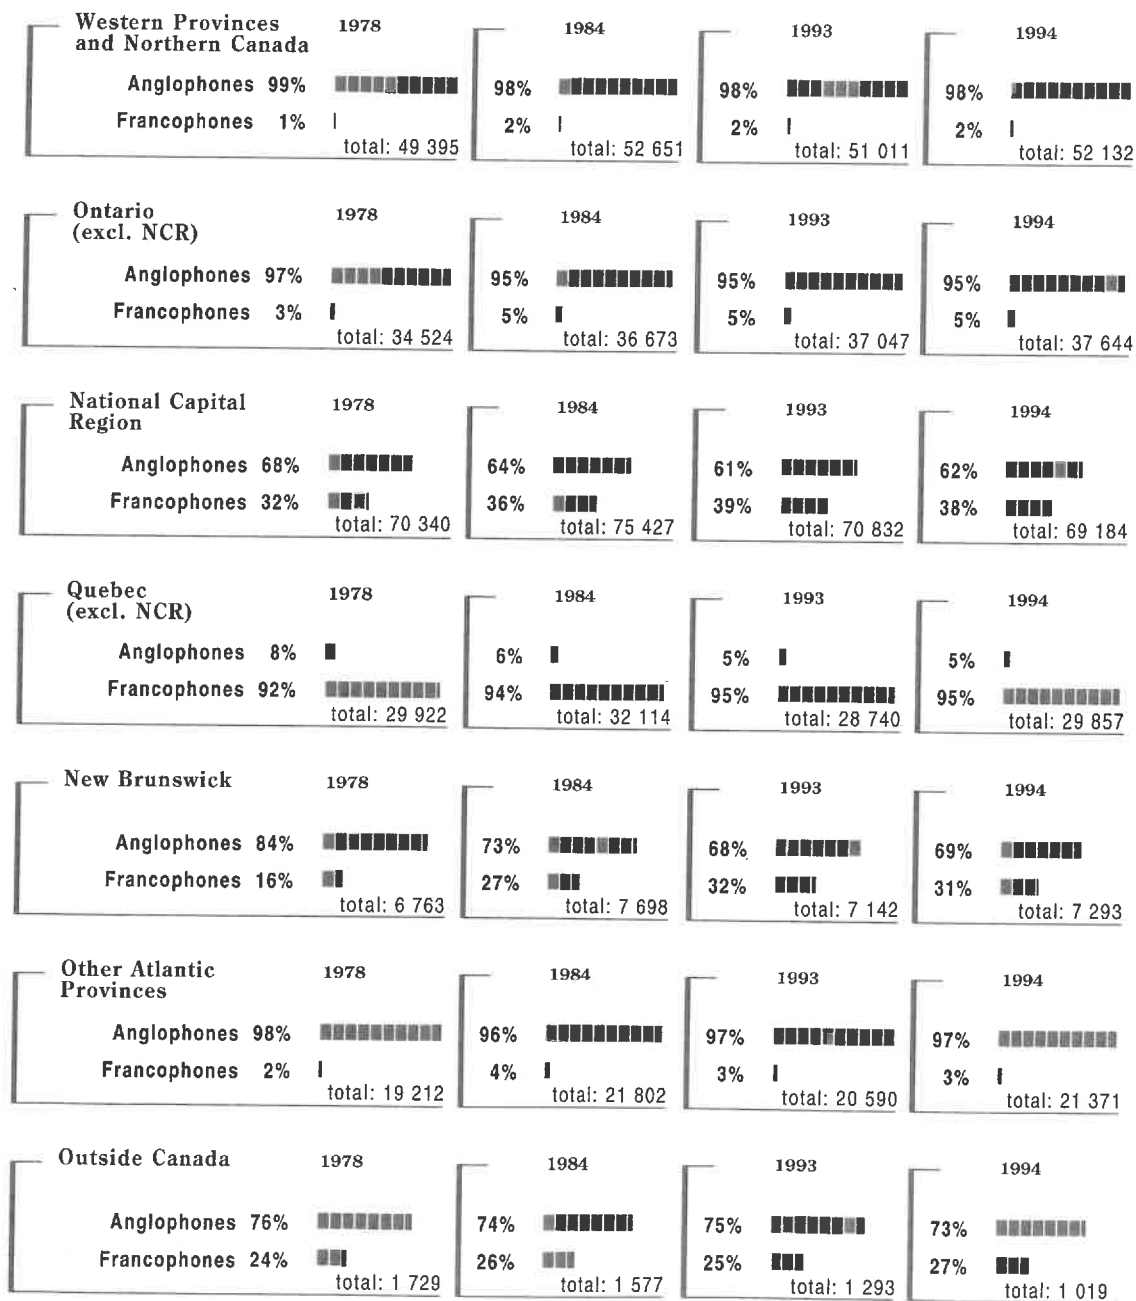 Western Provinces
and Northern Canada
1978 1984 1993 1994
Anglophones 99% 98% 98% 98%
Francophones 1% 2% 2% 2%
total: 49 395 total: 52 651 total: 51 011 total: 52 132
Ontario
(excl. NCR)
1978 1984 1993 1994
Anglophones 97% 95% 95% 95%
Francophones 3% 5% 5% 5%
total: 34 524 total: 36 673 total: 37 047 total: 37 644
National Capital
Region
1978 1984 1993 1994
Anglophones 68% 64% 61% 62%
Francophones 32% 36% 39% 38%
total: 70 340 total: 75 427 total: 70 832 total: 69 184
Quebec
(excl. NCR)
1978 1984 1993 1994
Anglophones 8% 6% 5% 5%
Francophones 92% 94% 95% 95%
total: 29 922 total: 32 114 total: 28 740 total: 29 857
New Brunswick 1978 1984 1993 1994
Anglophones 84% 73% 68% 69%
Francophones 16% 27% 32% 31%
total: 6 763 total: 7 698 total: 7 142 total: 7 293
Other Atlantic
Provinces
1978 1984 1993 1994
Anglophones 98% 96% 97% 97%
Francophones 2% 4% 3% 3%
total: 19 212 total: 21 802 total: 20 590 total: 21 371
Outside Canada 1978 1984 1993 1994
Anglophones 76% 74% 75% 73%
Francophones 24% 26% 25% 27%
total: 1 729 total: 1 577 total: 1 293 total: 1 019